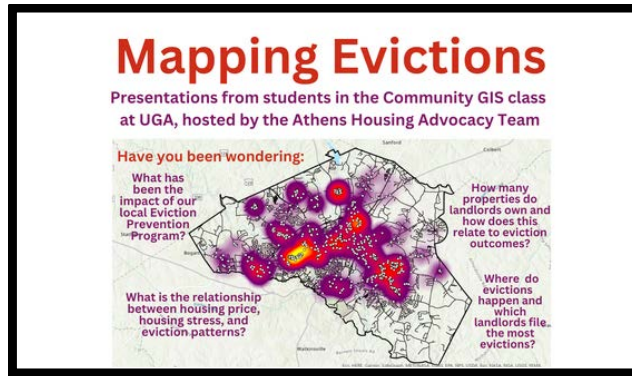 Mapping Evictions
Presentations from students in the Community GIS class
at UGA, hosted by the Athens Housing Advocacy Team
Have you been wondering:
What has
been the
impact of our
local Eviction
Prevention
Program?
What is the relationship
between housing price,
housing stress, and
eviction patterns?
How many
properties do
landlords own and
how does this
relate to eviction
outcomes?
Where do
evictions
happen and
which
landlords file
the most
evictions?
Sanford
Colbert
Watkinsville